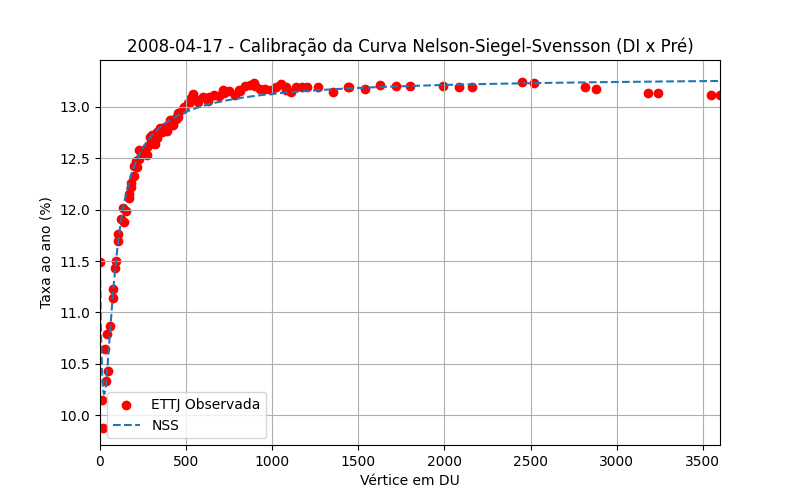 2008-04-17 - Calibração da Curva Nelson-Siegel-Svensson (DI x Pré)
Taxa ao ano (%)
13.0
12.5
12.0
11.5
11.0
10.5
10.0
ETTJ Observada
NSS
0 500 1000 1500 2000 2500 3000 3500
Vértice em DU